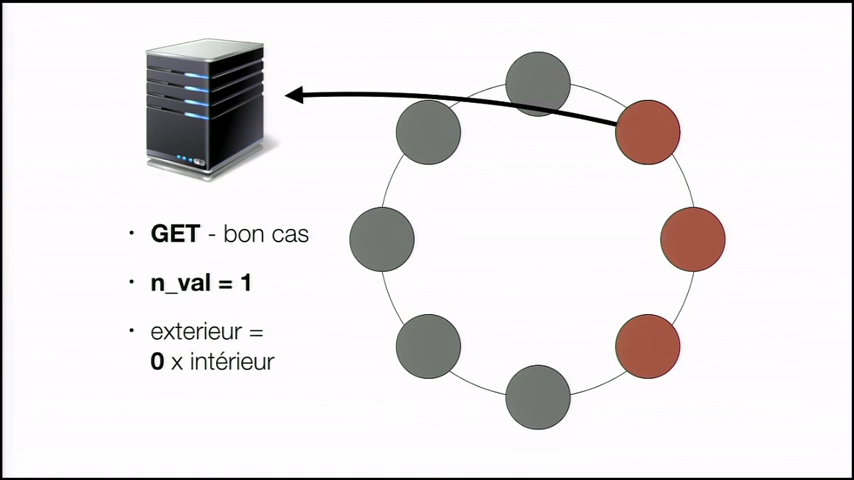 GET - bon cas
n_val = 1
exterieur =
0 x intérieur